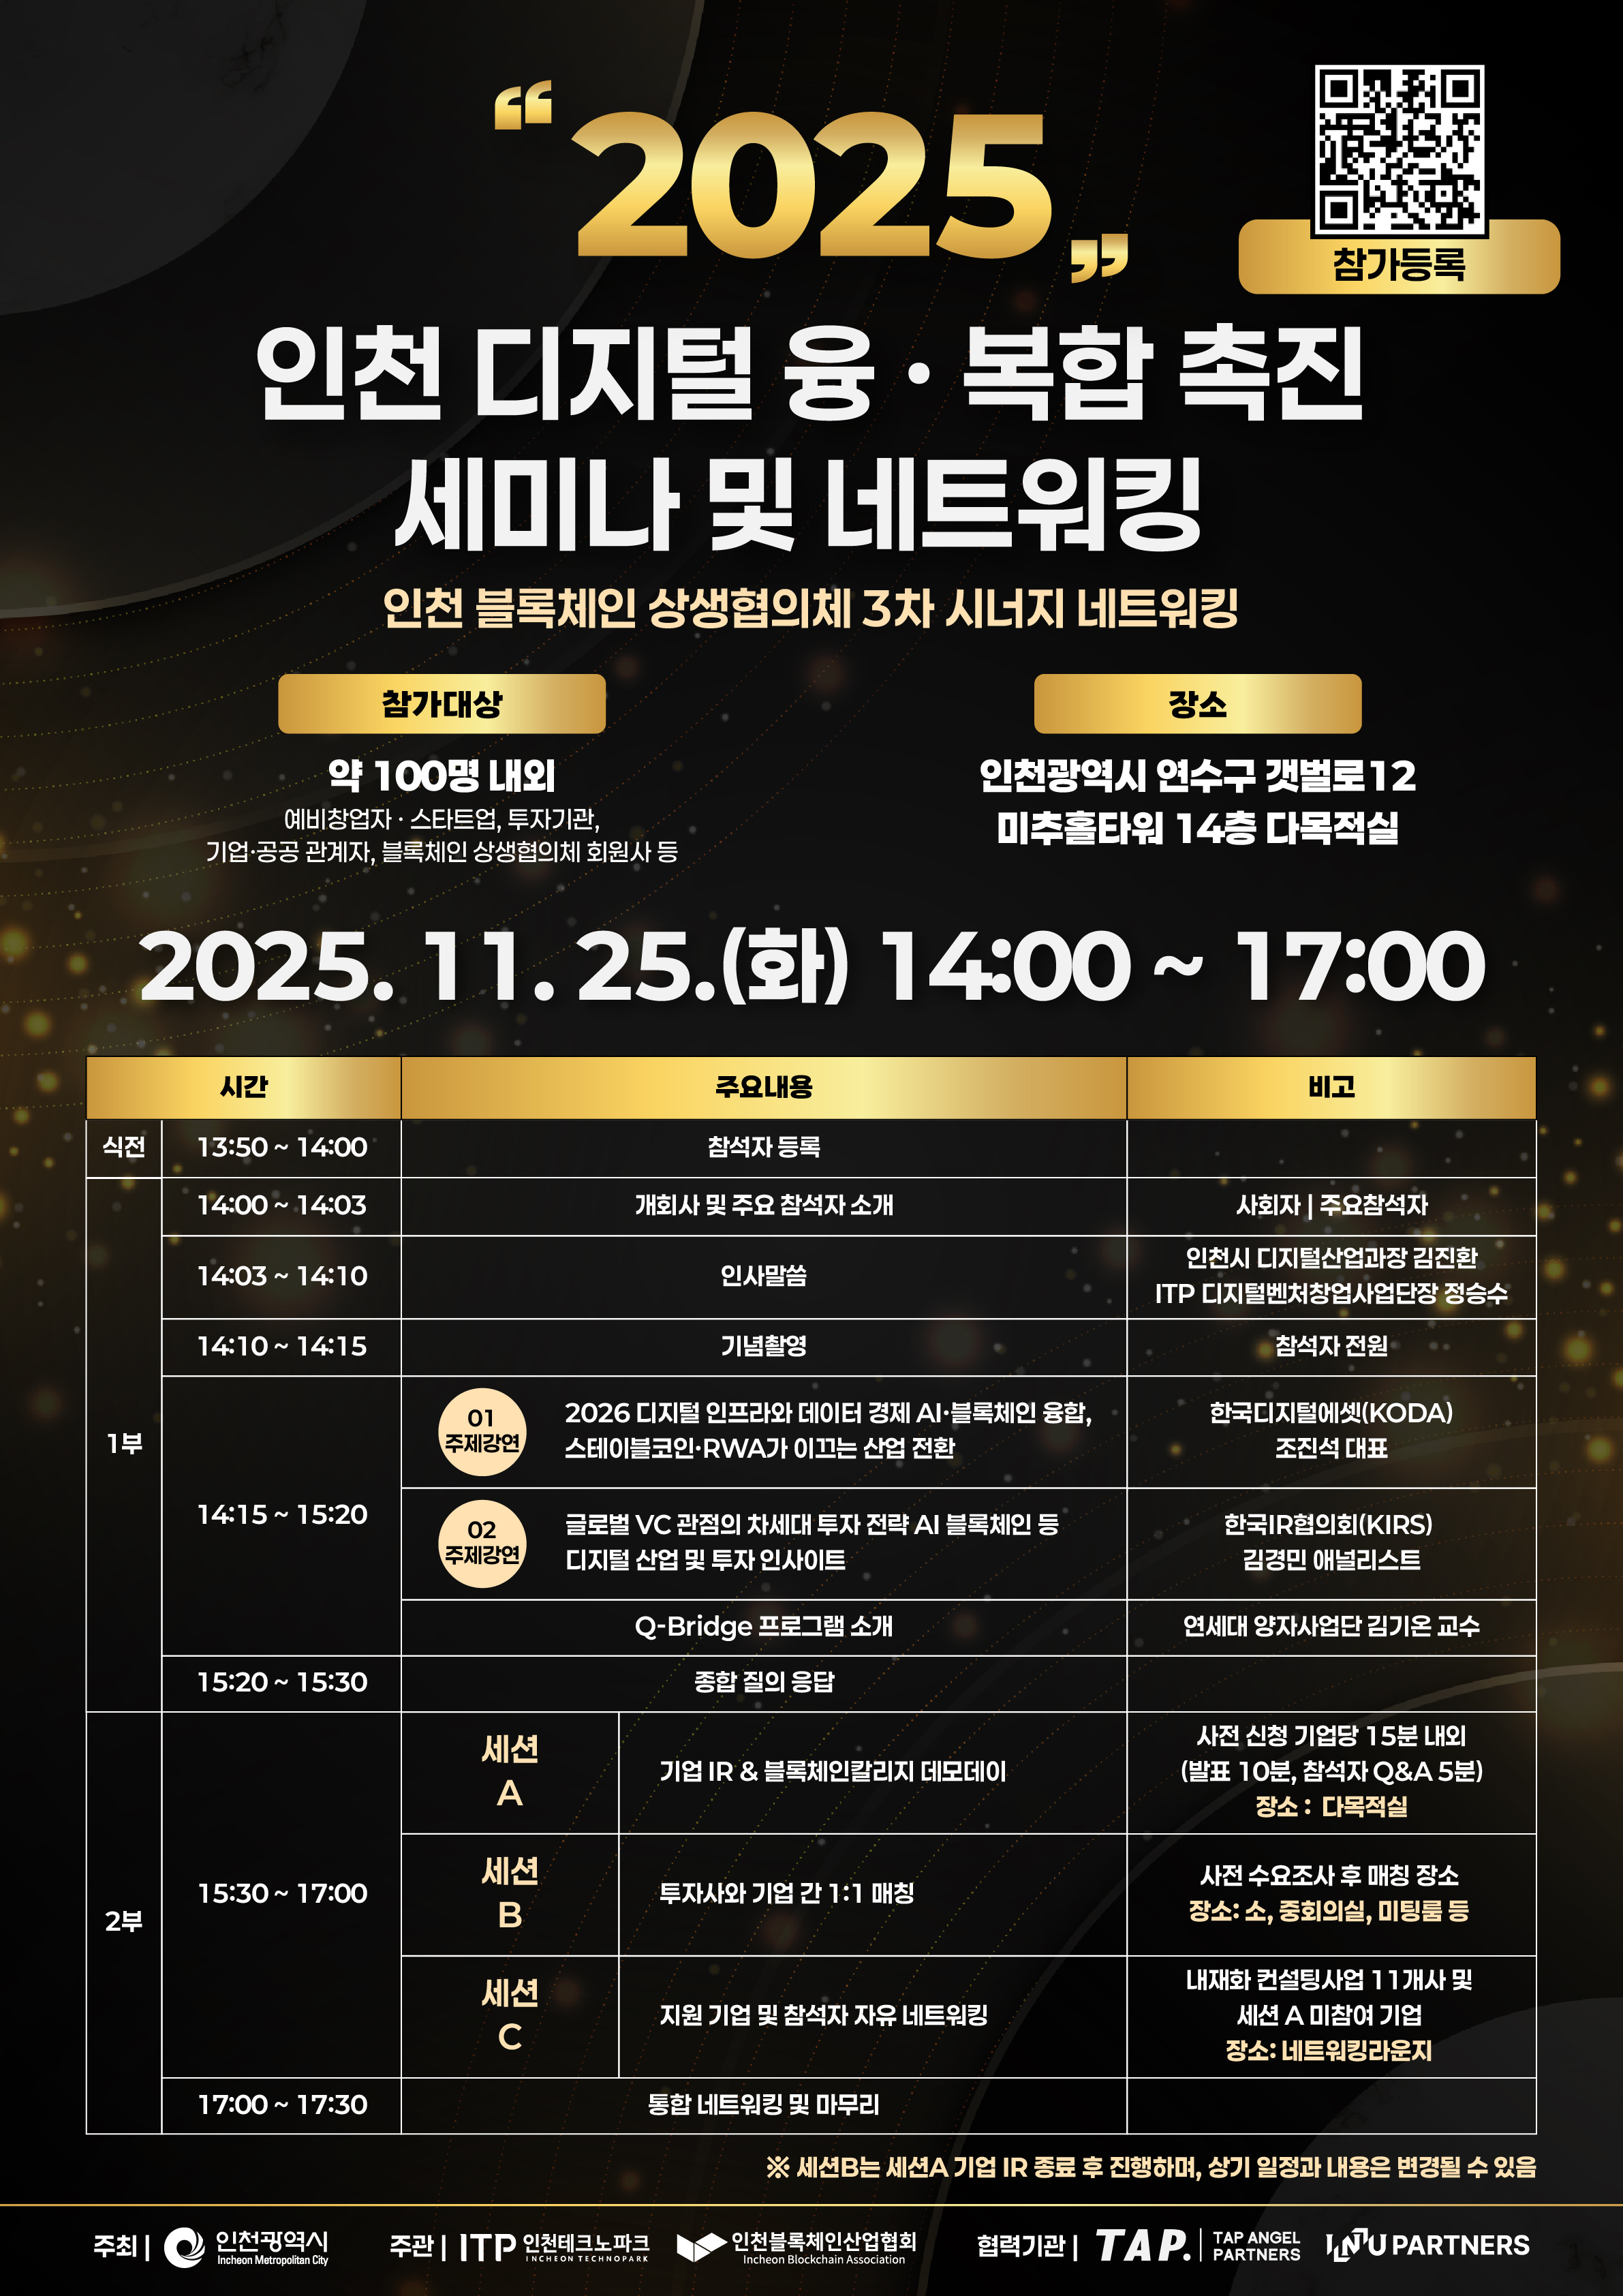 “2025”
참가등록
인천 디지털 융 · 복합 촉진
세미나 및 네트워킹
인천 블록체인 상생협의체 3차 시너지 네트워킹
참가대상
약 100명 내외
예비창업자 · 스타트업, 투자기관,
기업·공공 관계자, 블록체인 상생협의체 회원사 등
장소
인천광역시 연수구 갯벌로12
미추홀타워 14층 다목적실
2025. 11. 25.(화) 14:00 ~ 17:00
시간 주요내용 비고
식전 13:50 ~ 14:00 참석자 등록
1부
14:00 ~ 14:03 개회사 및 주요 참석자 소개 사회자 | 주요참석자
14:03 ~ 14:10 인사말씀
인천시 디지털산업과장 김진환
ITP 디지털벤처창업사업단장 정승수
14:10 ~ 14:15 기념촬영 참석자 전원
14:15 ~ 15:20
01
주제강연
2026 디지털 인프라와 데이터 경제 AI·블록체인 융합,
스테이블코인·RWA가 이끄는 산업 전환
한국디지털에셋(KODA)
조진석 대표
02
주제강연
글로벌 VC 관점의 차세대 투자 전략 AI 블록체인 등
디지털 산업 및 투자 인사이트
한국IR협의회(KIRS)
김경민 애널리스트
Q-Bridge 프로그램 소개 연세대 양자사업단 김기온 교수
15:20 ~ 15:30 종합 질의 응답
2부
15:30 ~ 17:00
세션
A
기업 IR & 블록체인칼리지 데모데이
사전 신청 기업당 15분 내외
(발표 10분, 참석자 Q&A 5분)
장소 : 다목적실
세션
B
투자사와 기업 간 1:1 매칭
사전 수요조사 후 매칭 장소
장소: 소, 중회의실, 미팅룸 등
세션
C
지원 기업 및 참석자 자유 네트워킹
내재화 컨설팅사업 11개사 및
세션 A 미참여 기업
장소: 네트워킹라운지
17:00 ~ 17:30 통합 네트워킹 및 마무리
※ 세션B는 세션A 기업 IR 종료 후 진행하며, 상기 일정과 내용은 변경될 수 있음
주최 | 인천광역시
Incheon Metropolitan City
주관 | ITP 인천테크노파크
INCHEON TECHNOPARK
인천블록체인산업협회
Incheon Blockchain Association
협력기관 | TAP. | TAP ANGEL
PARTNERS
PARTNERS